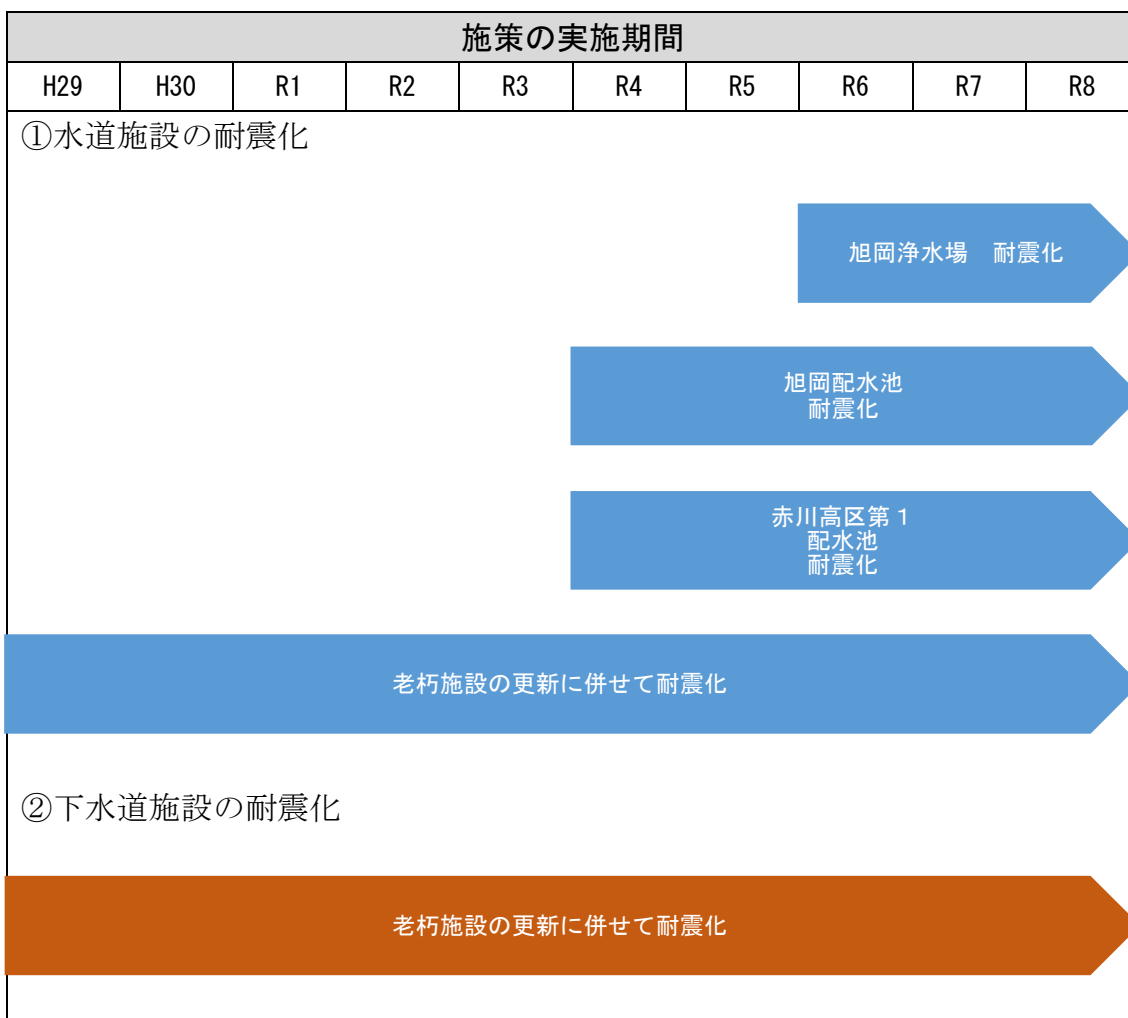 施策の実施期間
H29 H30 R1 R2 R3 R4 R5 R6 R7 R8
①水道施設の耐震化
旭岡浄水場　耐震化
旭岡配水池
耐震化
赤川高区第１
配水池
耐震化
老朽施設の更新に併せて耐震化
②下水道施設の耐震化
老朽施設の更新に併せて耐震化